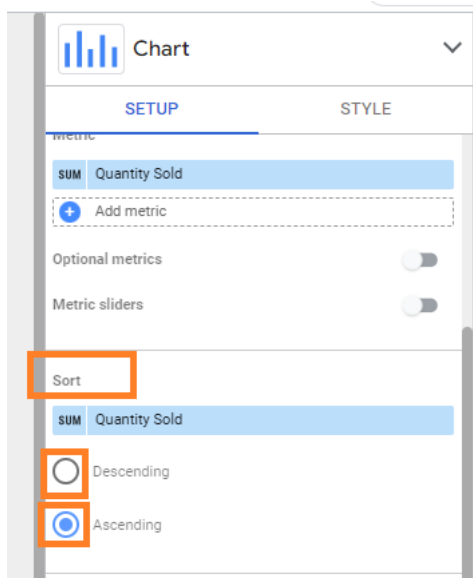 Chart
SETUP STYLE
Metric
SUM Quantity Sold
Add metric
Optional metrics
Metric sliders
Sort
SUM Quantity Sold
Descending
Ascending